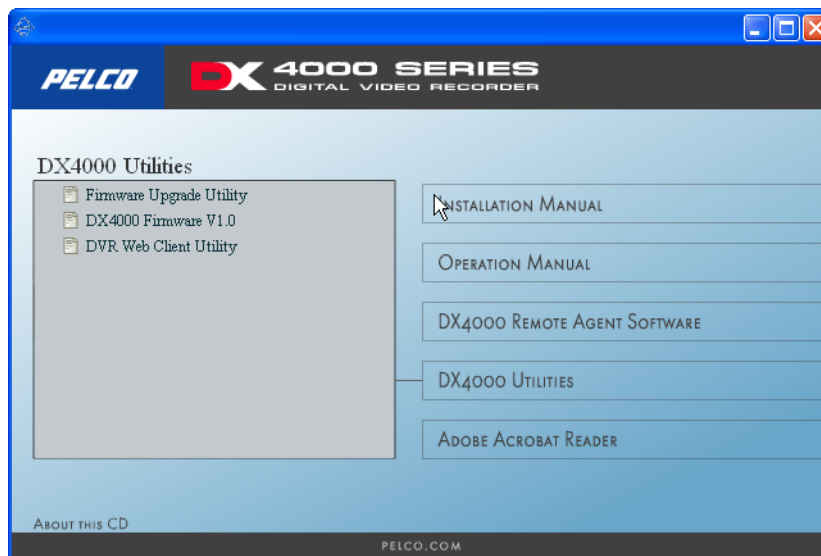 PELCO
DX 4000 SERIES
DIGITAL VIDEO RECORDER
DX4000 Utilities
Firmware Upgrade Utility
DX4000 Firmware V1.0
DVR Web Client Utility
INSTALLATION MANUAL
OPERATION MANUAL
DX4000 REMOTE AGENT SOFTWARE
DX4000 UTILITIES
ADOBE ACROBAT READER
ABOUT THIS CD
PELCO.COM